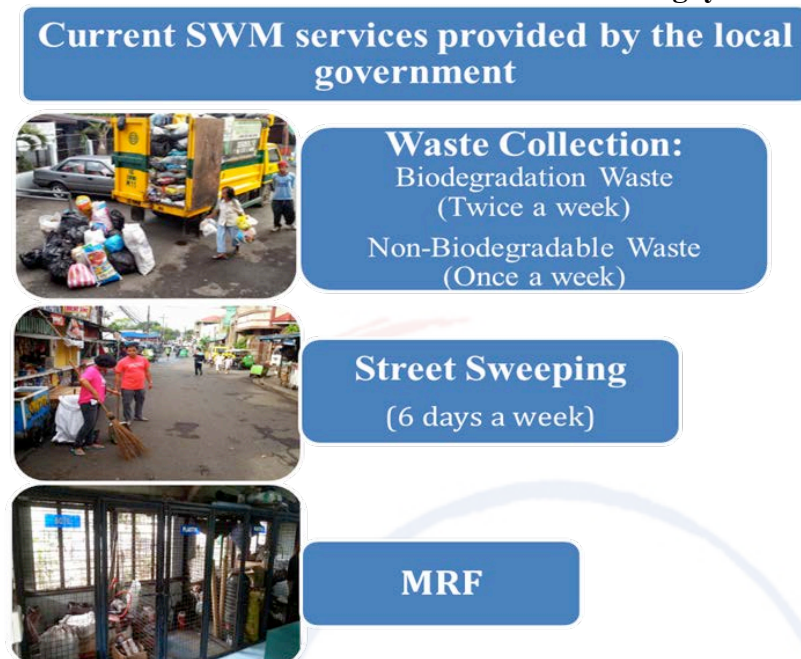 Current SWM services provided by the local
government
Waste Collection:
Biodegradation Waste
(Twice a week)
Non-Biodegradable Waste
(Once a week)
Street Sweeping
(6 days a week)
PLASTIC
MRF